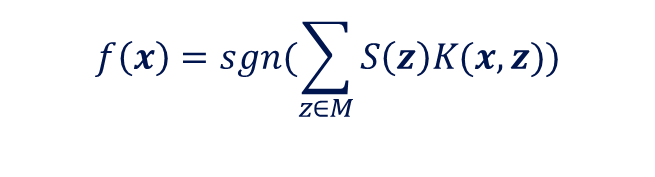 f(x) = sgn(∑z∈M S(z)K(x, z))